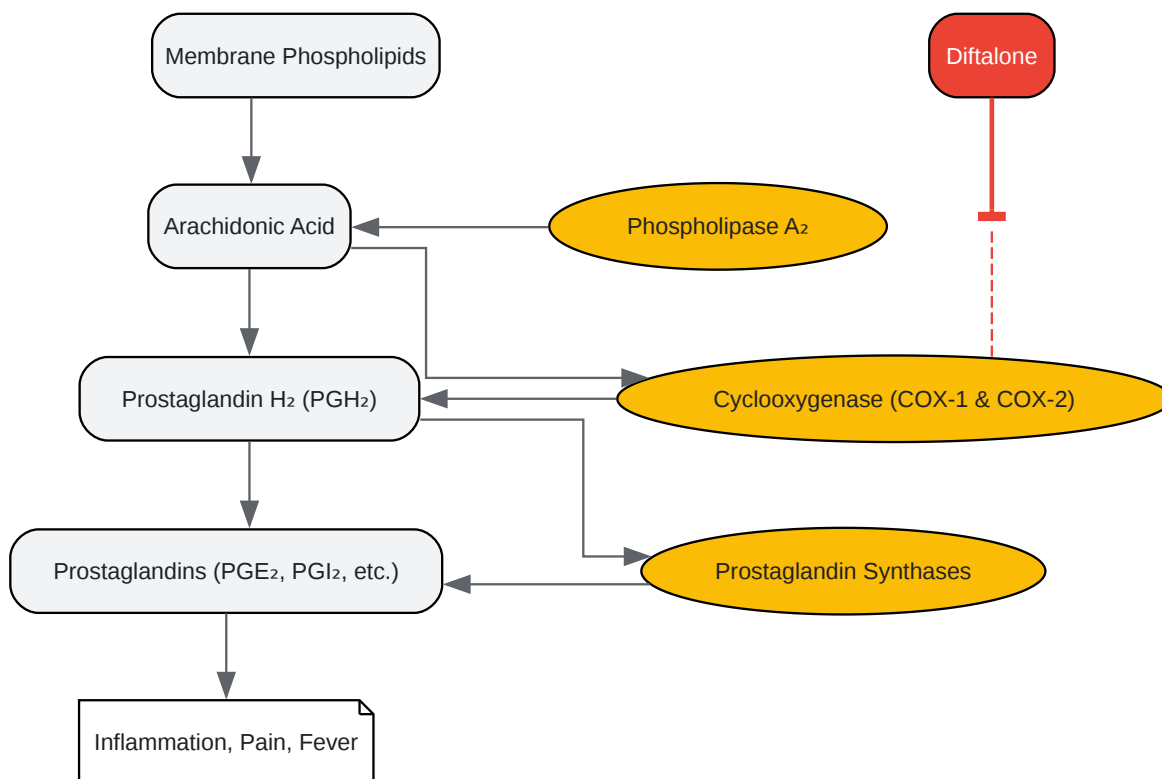 Membrane Phospholipids
Diftalone
Arachidonic Acid
Phospholipase A₂
Prostaglandin H₂ (PGH₂)
Cyclooxygenase (COX-1 & COX-2)
Prostaglandins (PGE₂, PGI₂, etc.)
Prostaglandin Synthases
Inflammation, Pain, Fever